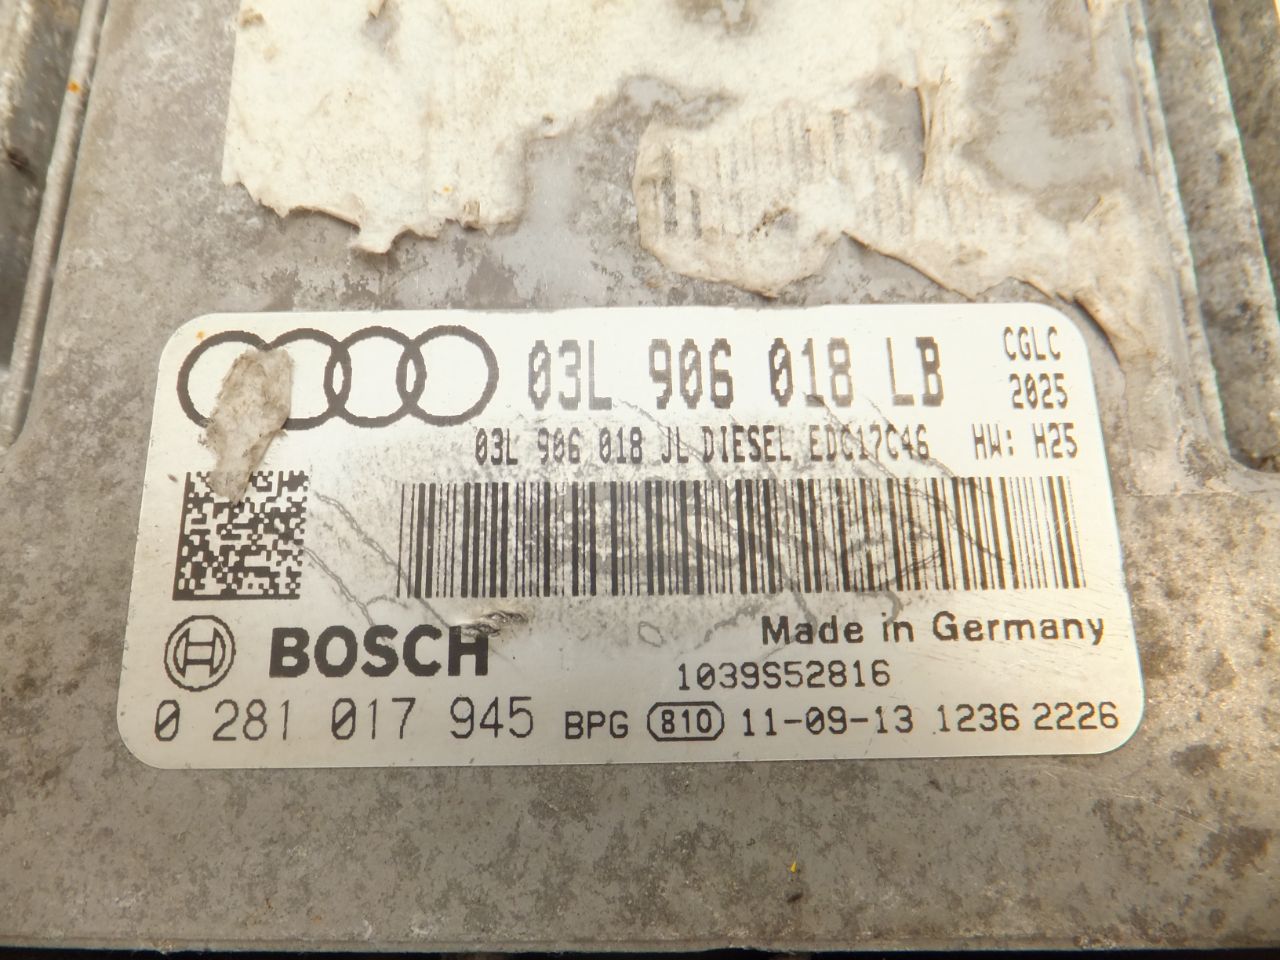 03L 906 018 LB
CGLC
2025
03L 906 018 JL DIESEL EDC17C46 HW: H25
BOSCH
Made in Germany
1039S52816
0 281 017 945 BPG 810 11-09-13 1236 2226